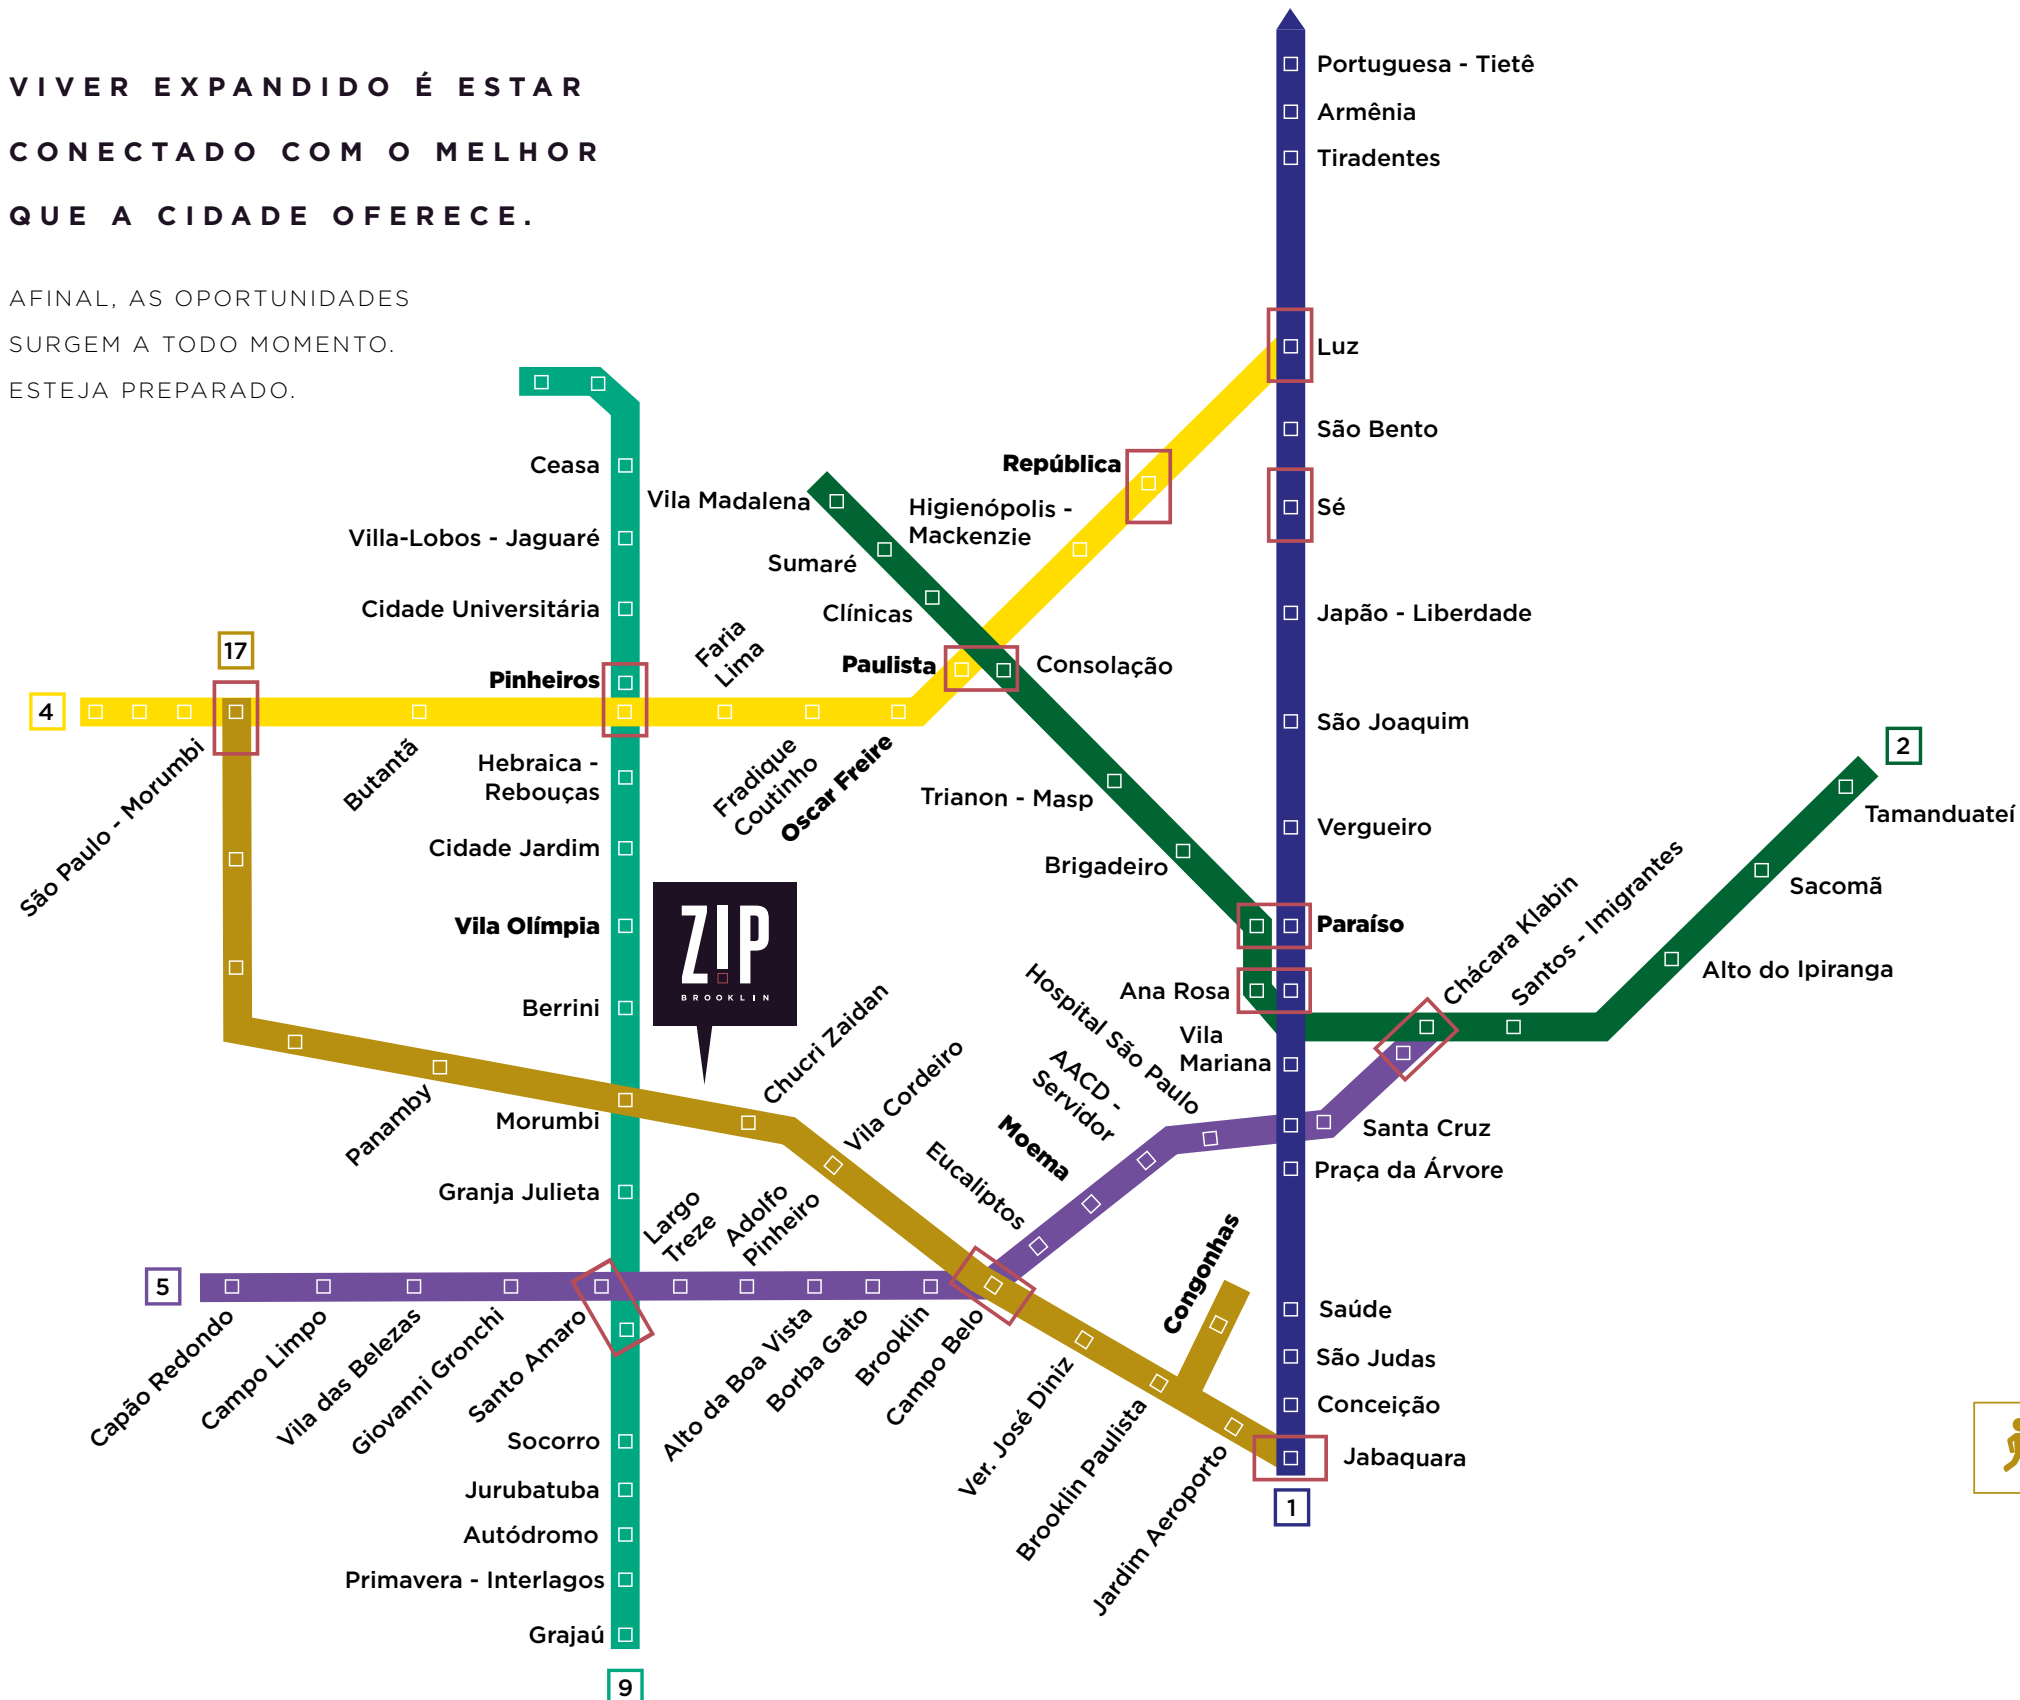 VIVER EXPANDIDO É ESTAR
CONECTADO COM O MELHOR
QUE A CIDADE OFERECE.
AFINAL, AS OPORTUNIDADES
SURGEM A TODO MOMENTO.
ESTEJA PREPARADO.
Portuguesa - Tietê
Armênia
Tiradentes
Luz
São Bento
Sé
Japão - Liberdade
São Joaquim
Vergueiro
Paraíso
Ana Rosa
Vila
Mariana
Santa Cruz
Praça da Árvore
Saúde
São Judas
Conceição
Jabaquara
1
República
Higienópolis -
Mackenzie
Paulista
Oscar Freire
Fradique
Coutinho
Faria
Lima
Pinheiros
Butantã
São Paulo - Morumbi
4
17
Vila Madalena
Sumaré
Clínicas
Consolação
Trianon - Masp
Brigadeiro
Chácara Klabin
Santos - Imigrantes
Alto do Ipiranga
Sacomã
Tamanduateí
2
Ceasa
Villa-Lobos - Jaguaré
Cidade Universitária
Hebraica -
Rebouças
Cidade Jardim
Vila Olímpia
Berrini
Morumbi
Granja Julieta
Socorro
Jurubatuba
Autódromo
Primavera - Interlagos
Grajaú
9
ZIP
BROOKLIN
Panamby
Chucri Zaidan
Vila Cordeiro
Campo Belo
Ver. José Diniz
Brooklin Paulista
Congonhas
Jardim Aeroporto
5
Capão Redondo
Campo Limpo
Vila das Belezas
Giovanni Gronchi
Santo Amaro
Largo
Treze
Adolfo
Pinheiro
Alto da Boa Vista
Borba Gato
Brooklin
Eucaliptos
Moema
AACD -
Servidor
Hospital São Paulo